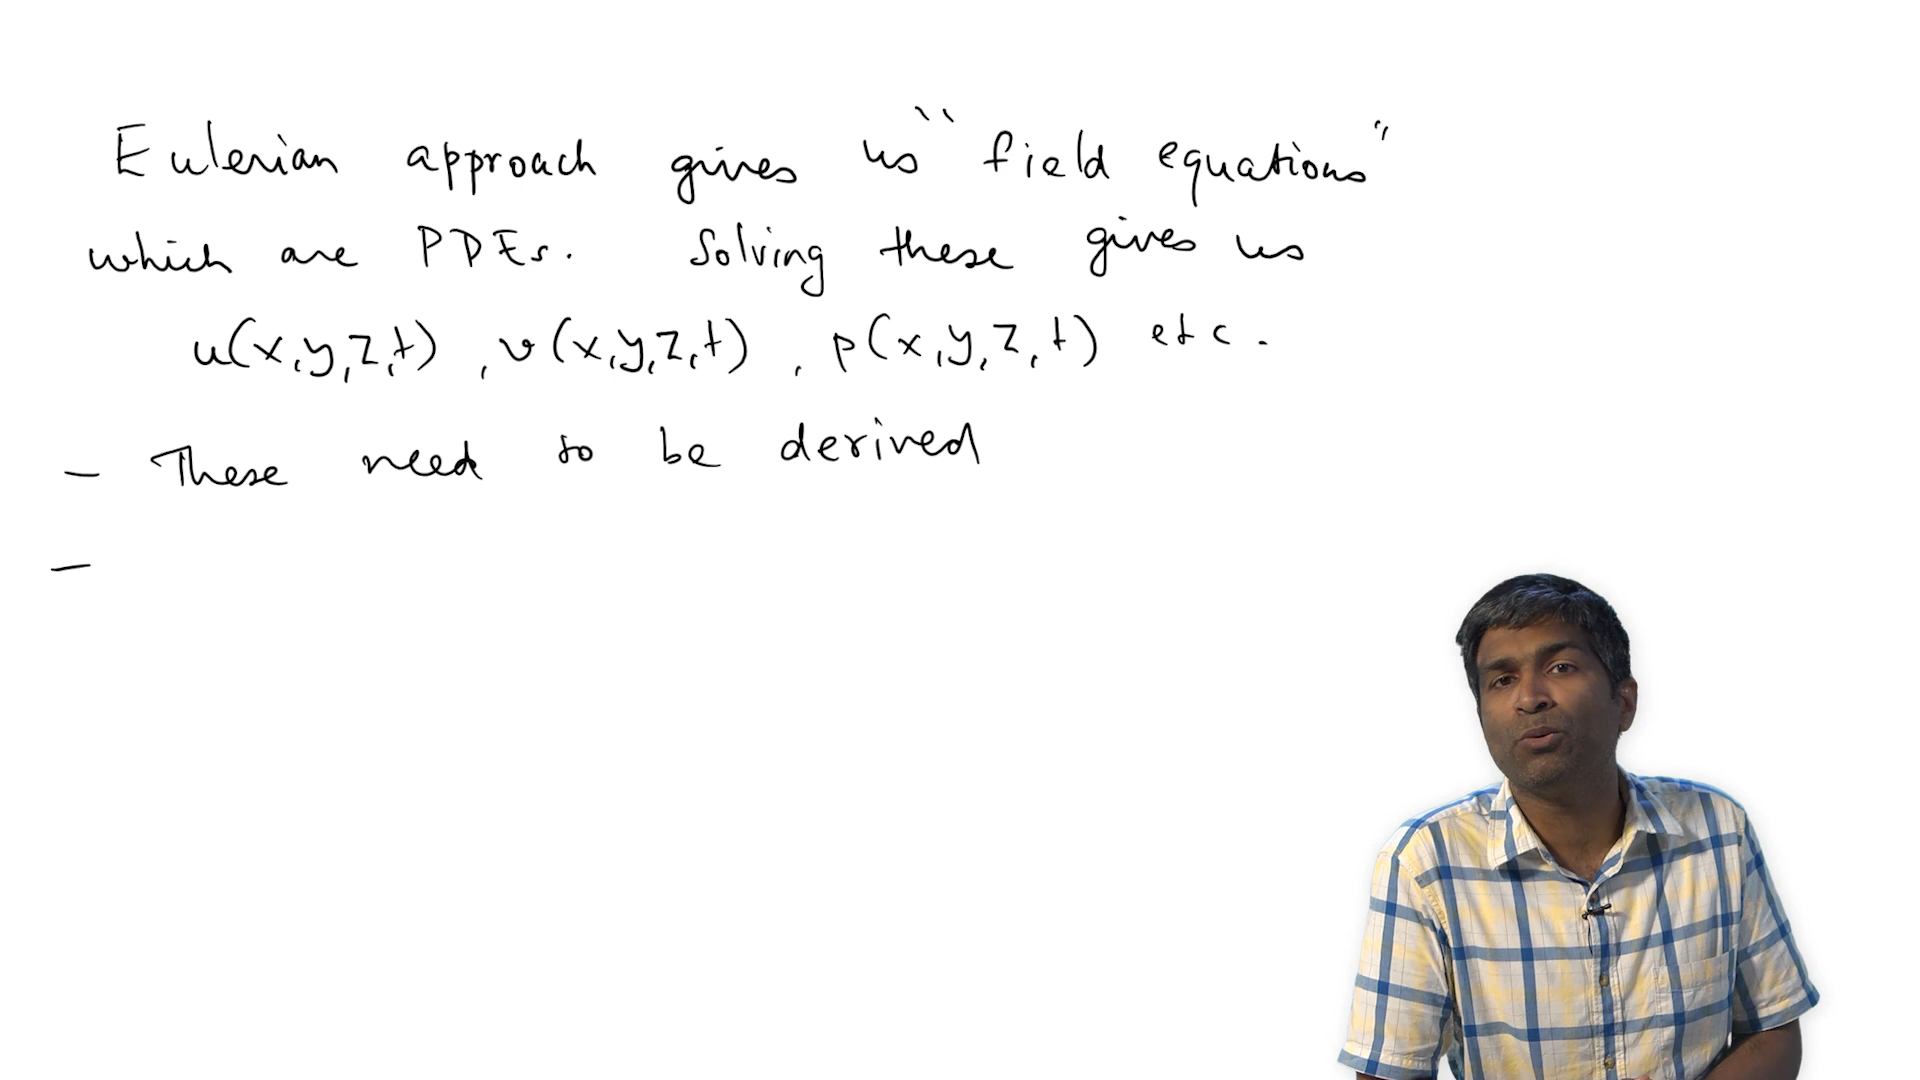 Eulerian approach gives us "field equations"
which are PDEs. Solving these gives us
u(x,y,z,t), v(x,y,z,t), p(x,y,z,t) etc.
- These need to be derived
-